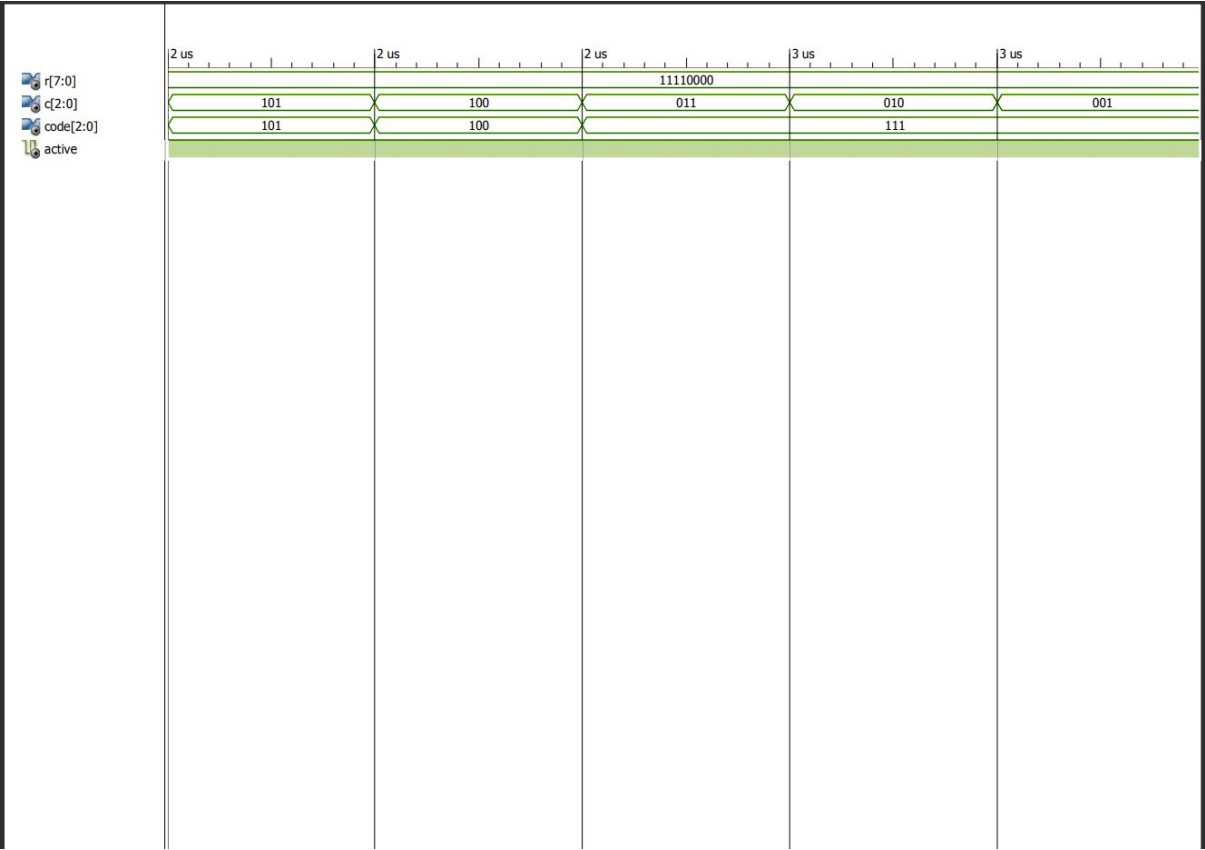 2 us 2 us 2 us 3 us 3 us
r[7:0] 11110000
c[2:0] 101 100 011 010 001
code[2:0] 101 100 111
active